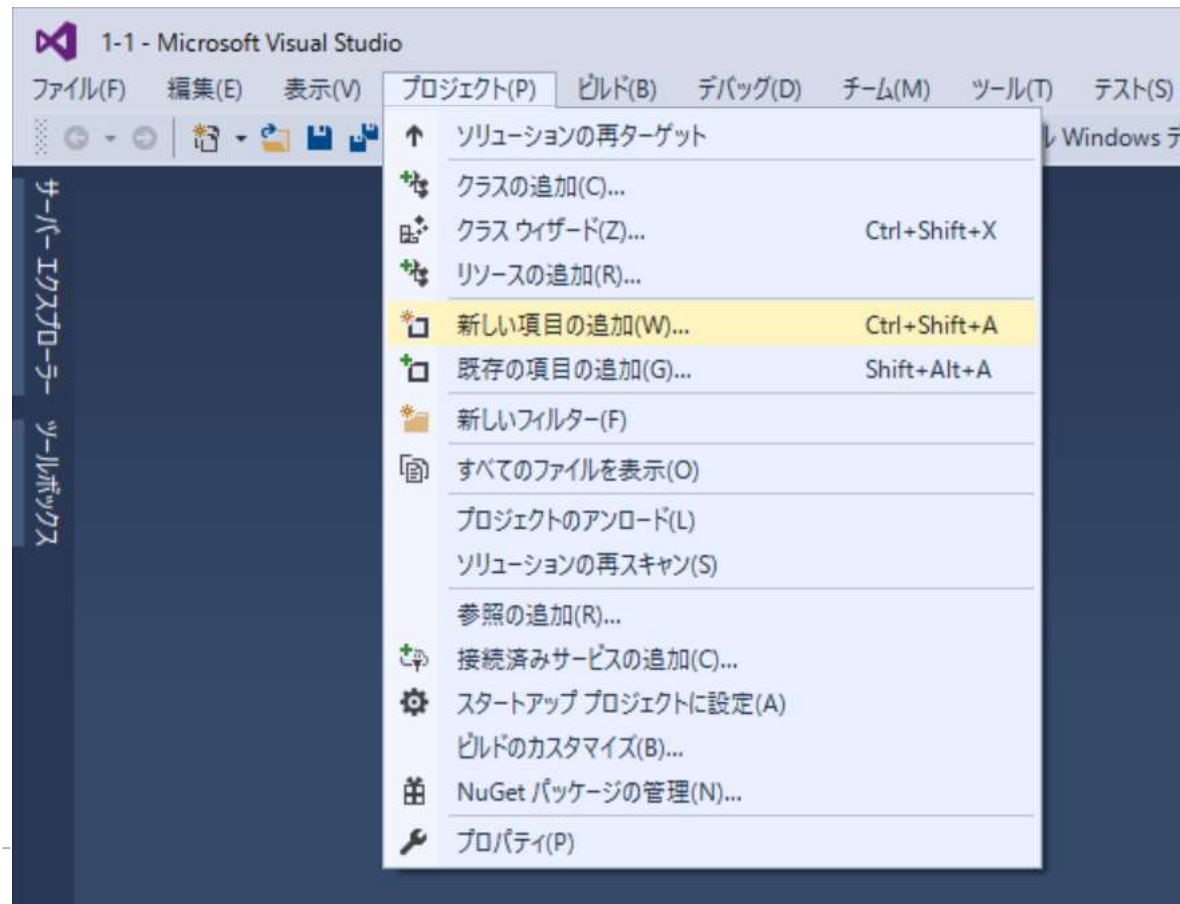 1-1 - Microsoft Visual Studio
ファイル(F) 編集(E) 表示(V) プロジェクト(P) ビルド(B) デバッグ(D) チーム(M) ツール(T) テスト(S)
Windows デ
ソリューションの再ターゲット
クラスの追加(C)...
クラス ウィザード(Z)... Ctrl+Shift+X
リソースの追加(R)...
新しい項目の追加(W)... Ctrl+Shift+A
既存の項目の追加(G)... Shift+Alt+A
新しいフィルター(F)
すべてのファイルを表示(O)
プロジェクトのアンロード(L)
ソリューションの再スキャン(S)
参照の追加(R)...
接続済みサービスの追加(C)...
スタートアップ プロジェクトに設定(A)
ビルドのカスタマイズ(B)...
NuGet パッケージの管理(N)...
プロパティ(P)
サーバー エクスプローラー
ツールボックス